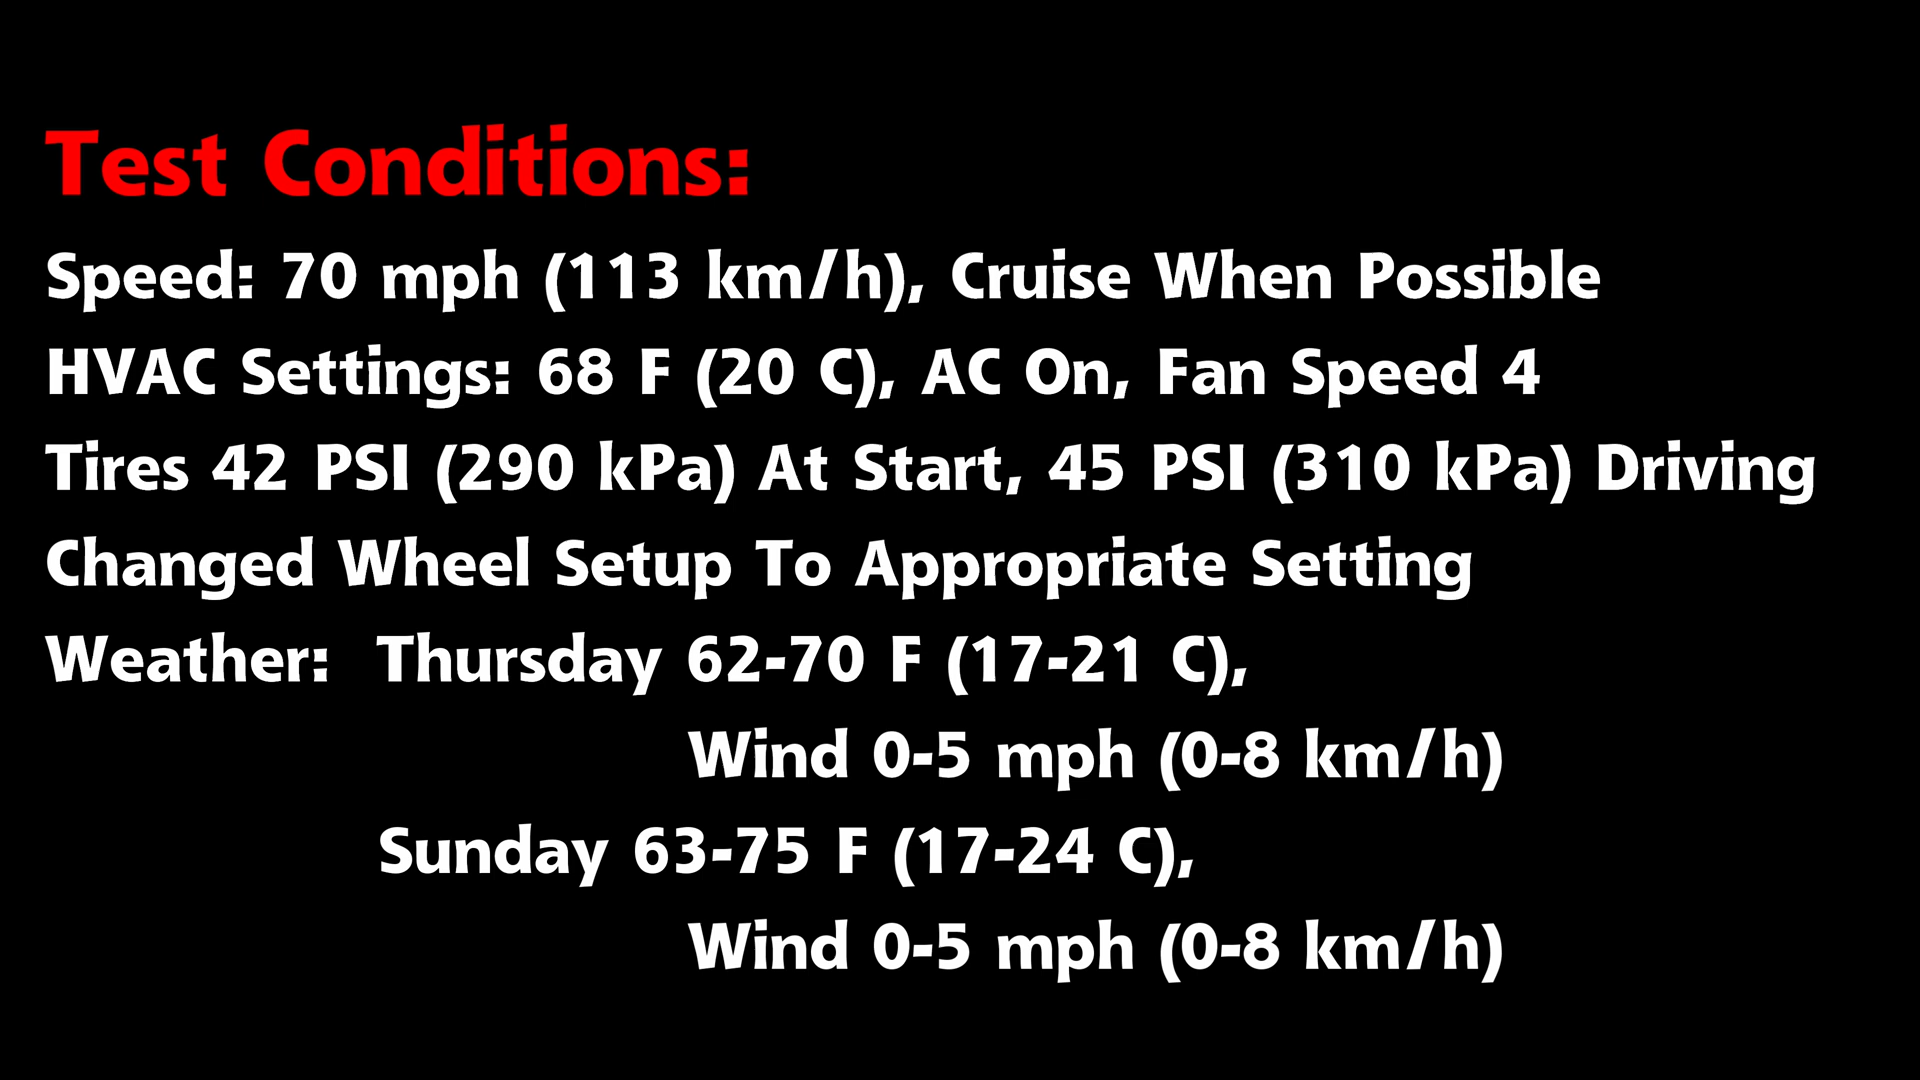 Test Conditions:
Speed: 70 mph (113 km/h), Cruise When Possible
HVAC Settings: 68 F (20 C), AC On, Fan Speed 4
Tires 42 PSI (290 kPa) At Start, 45 PSI (310 kPa) Driving
Changed Wheel Setup To Appropriate Setting
Weather: Thursday 62-70 F (17-21 C),
Wind 0-5 mph (0-8 km/h)
Sunday 63-75 F (17-24 C),
Wind 0-5 mph (0-8 km/h)